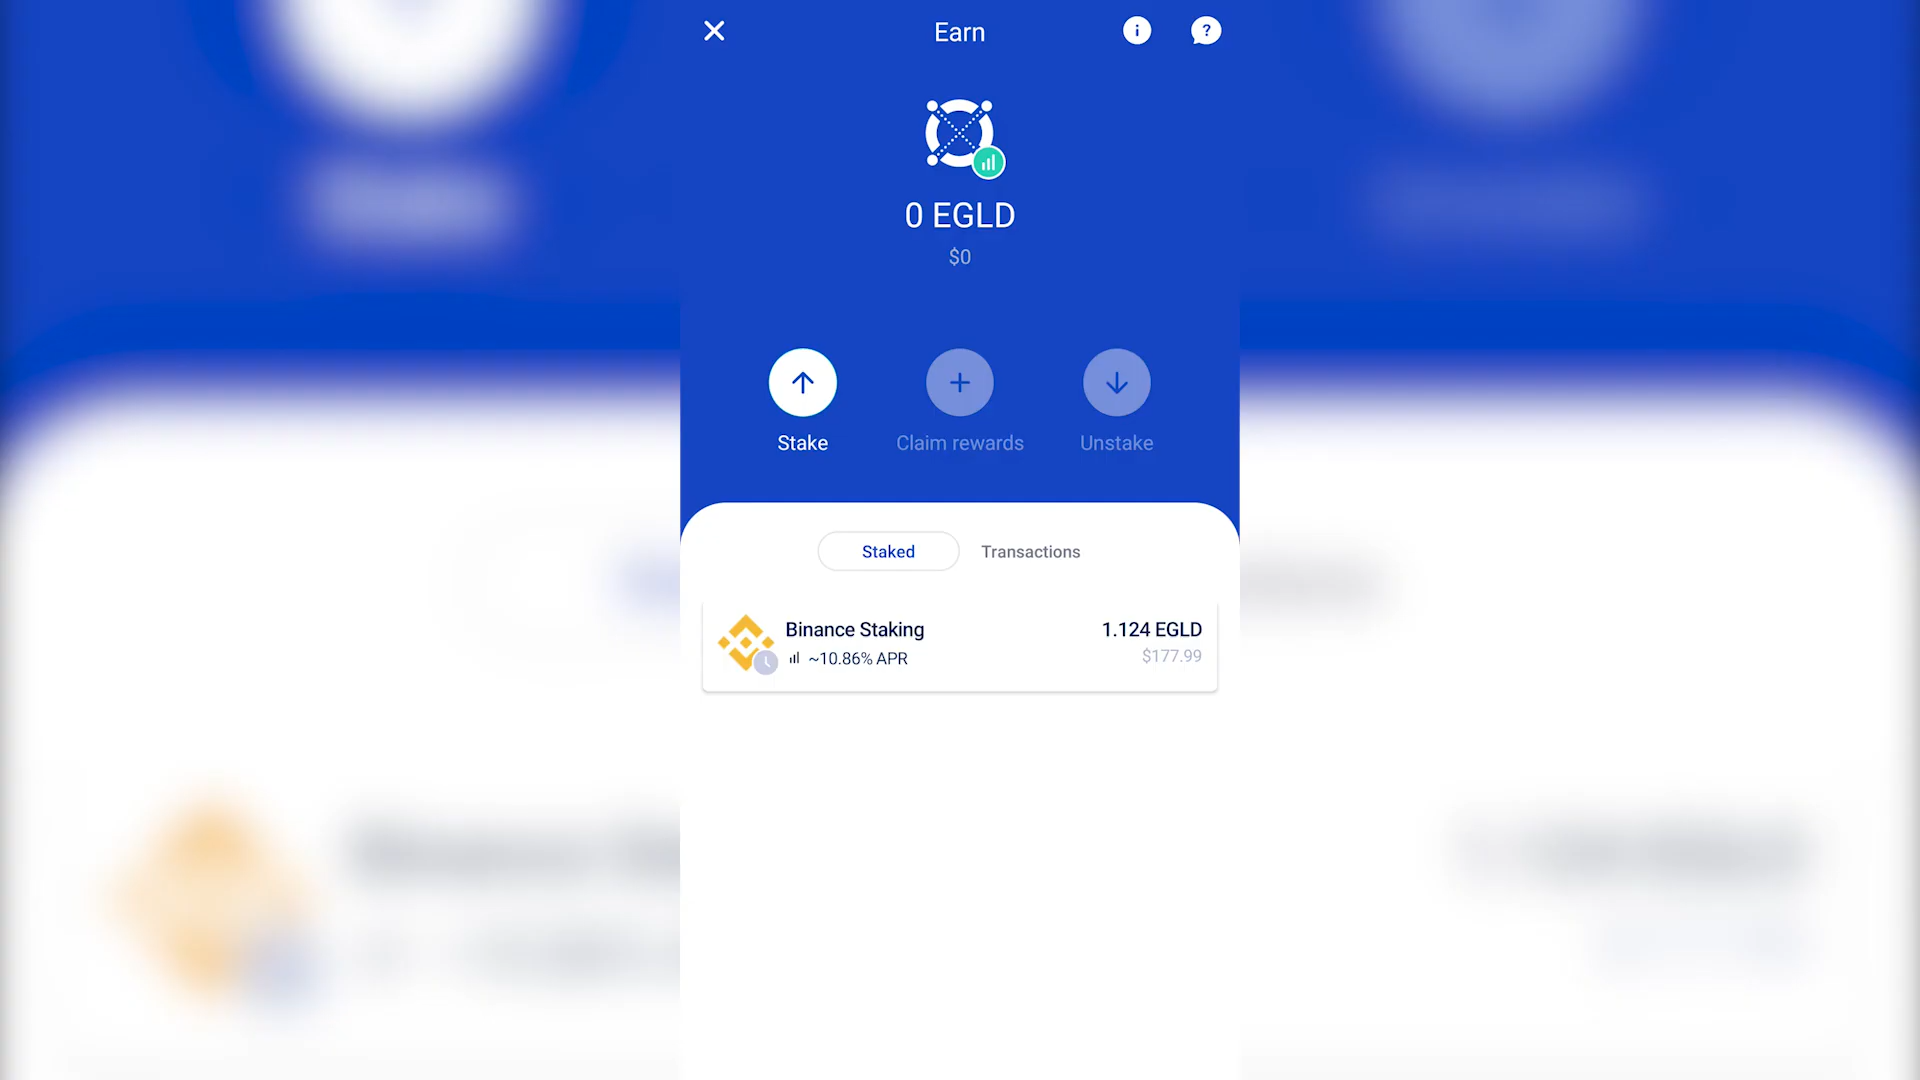 Earn
0 EGLD
$0
Stake
Claim rewards
Unstake
Staked
Transactions
Binance Staking
1.124 EGLD
~10.86% APR
$177.99